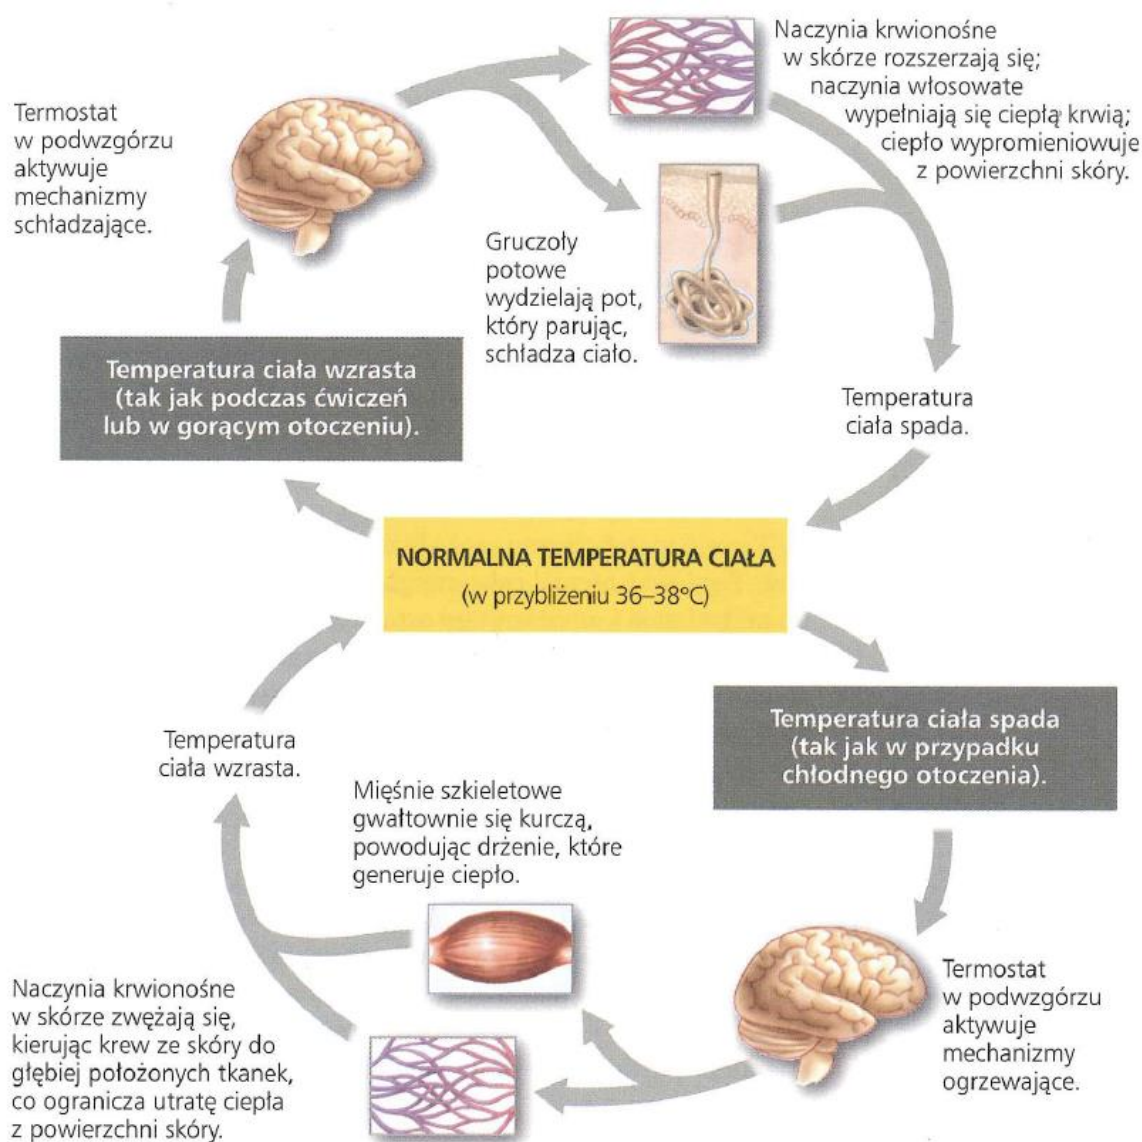 Naczynia krwionośne
w skórze rozszerzają się;
naczynia włosowate
wypełniają się ciepłą krwią;
ciepło wypromieniowuje
z powierzchni skóry.
Termostat
w podwzgórzu
aktywuje
mechanizmy
schładzające.
Gruczoły
potowe
wydzielają pot,
który parując,
schładza ciało.
Temperatura ciała wzrasta
(tak jak podczas ćwiczeń
lub w gorącym otoczeniu).
Temperatura
ciała spada.
NORMALNA TEMPERATURA CIAŁA
(w przybliżeniu 36–38°C)
Temperatura ciała spada
(tak jak w przypadku
chłodnego otoczenia).
Temperatura
ciała wzrasta.
Mięśnie szkieletowe
gwałtownie się kurczą,
powodując drżenie, które
generuje ciepło.
Termostat
w podwzgórzu
aktywuje
mechanizmy
ogrzewające.
Naczynia krwionośne
w skórze zwężają się,
kierując krew ze skóry do
głębiej położonych tkanek,
co ogranicza utratę ciepła
z powierzchni skóry.